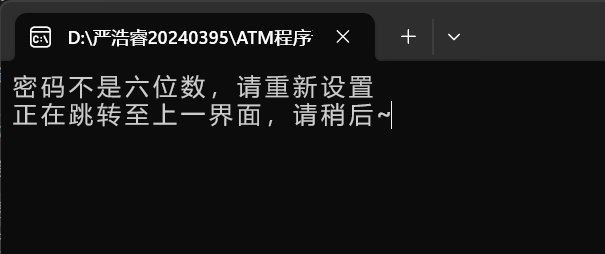 D:\严浩睿20240395\ATM程序
密码不是六位数，请重新设置
正在跳转至上一界面，请稍后~